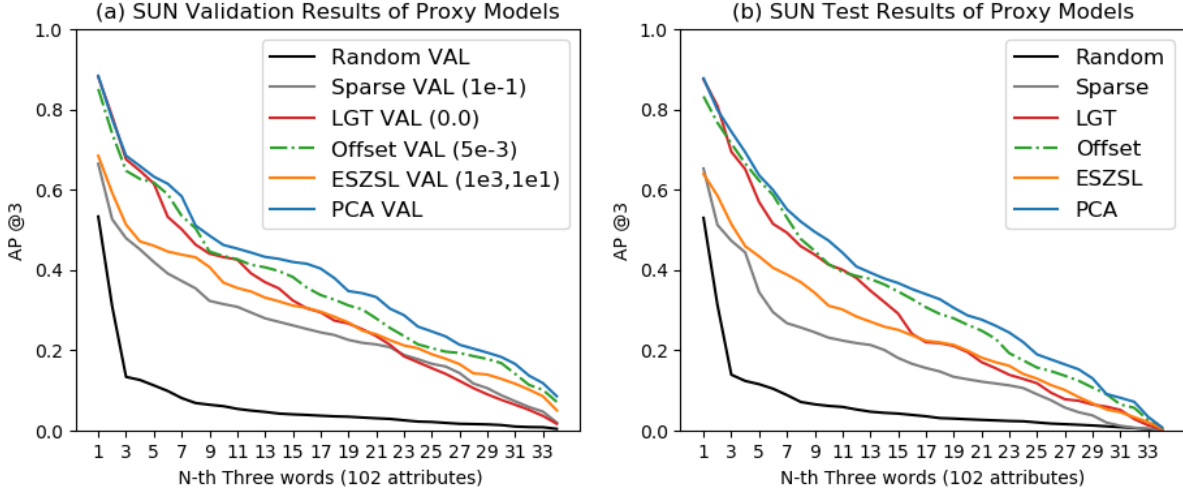 (a) SUN Validation Results of Proxy Models
1.0
0.8
0.6
0.4
0.2
0.0
AP @3
Random VAL
Sparse VAL (1e-1)
LGT VAL (0.0)
Offset VAL (5e-3)
ESZSL VAL (1e3,1e1)
PCA VAL
1 3 5 7 9 11 13 15 17 19 21 23 25 27 29 31 33
N-th Three words (102 attributes)
(b) SUN Test Results of Proxy Models
1.0
0.8
0.6
0.4
0.2
0.0
AP @3
Random
Sparse
LGT
Offset
ESZSL
PCA
1 3 5 7 9 11 13 15 17 19 21 23 25 27 29 31 33
N-th Three words (102 attributes)